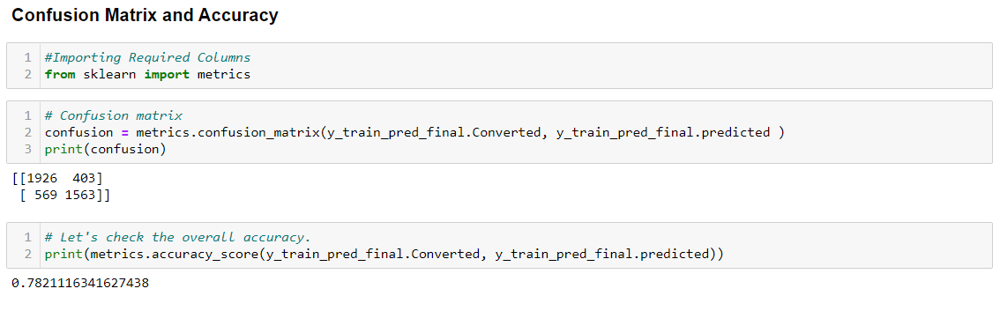 Confusion Matrix and Accuracy
1 #Importing Required Columns
2 from sklearn import metrics
1 # Confusion matrix
2 confusion = metrics.confusion_matrix(y_train_pred_final.Converted, y_train_pred_final.predicted )
3 print(confusion)
[[1926  403]
 [ 569 1563]]
1 # Let's check the overall accuracy.
2 print(metrics.accuracy_score(y_train_pred_final.Converted, y_train_pred_final.predicted))
0.7821116341627438